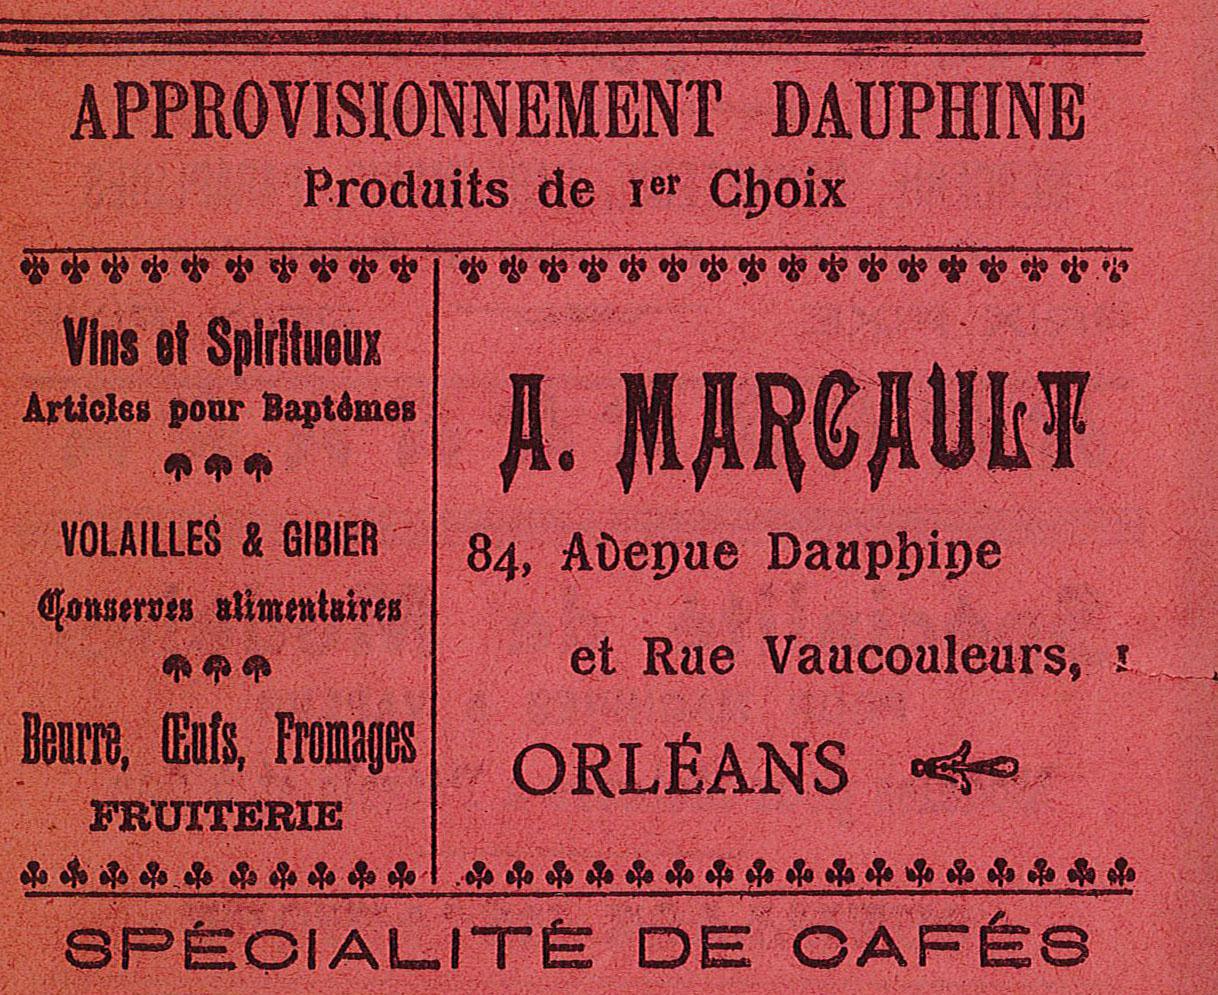 APPROVISIONNEMENT DAUPHINE
Produits de 1er Choix
Vins et Spiritueux
Articles pour Baptêmes
VOLAILLES & GIBIER
Conserves alimentaires
Beurre, Œufs, Fromages
FRUITERIE
A. MARCAULT
84, Avenue Dauphine
et Rue Vaucouleurs, 1
ORLÉANS
SPÉCIALITÉ DE CAFÉS